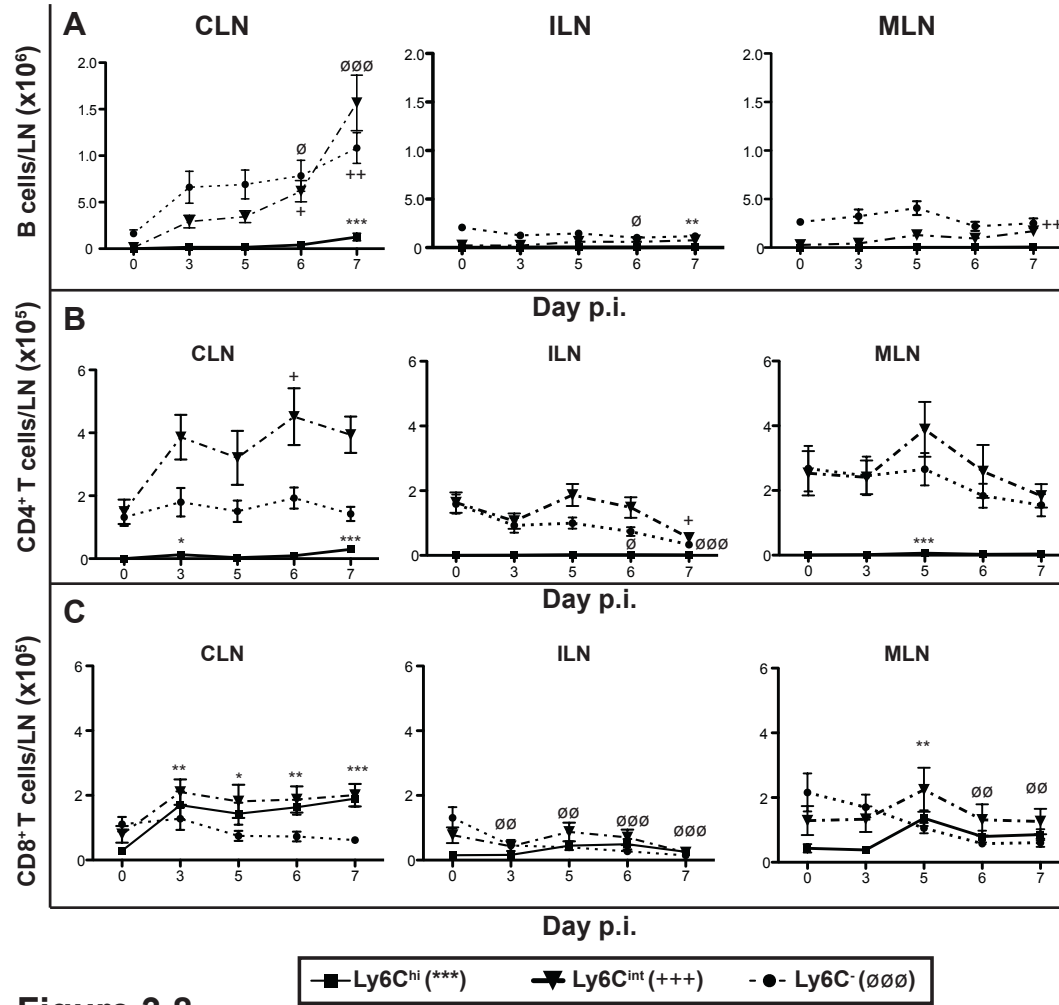 A
CLN
ILN
MLN
B cells/LN (x10⁶)
2.0
1.5
1.0
5.0
0
0 3 5 6 7
øøø
ø
++
+
***
2.0
1.5
1.0
5.0
0
0 3 5 6 7
ø
**
2.0
1.5
1.0
5.0
0
0 3 5 6 7
++
Day p.i.
B
CLN
ILN
MLN
CD4⁺ T cells/LN (x10⁵)
6
4
2
0
0 3 5 6 7
+
*
***
6
4
2
0
0 3 5 6 7
+
ø
øøø
6
4
2
0
0 3 5 6 7
***
Day p.i.
C
CLN
ILN
MLN
CD8⁺ T cells/LN (x10⁵)
6
4
2
0
0 3 5 6 7
**
*
**
***
6
4
2
0
0 3 5 6 7
øø
øø
øøø
øøø
6
4
2
0
0 3 5 6 7
**
øø
øø
Day p.i.
Ly6Cʰⁱ (***) Ly6Cⁱⁿᵗ (+++) Ly6C⁻ (øøø)